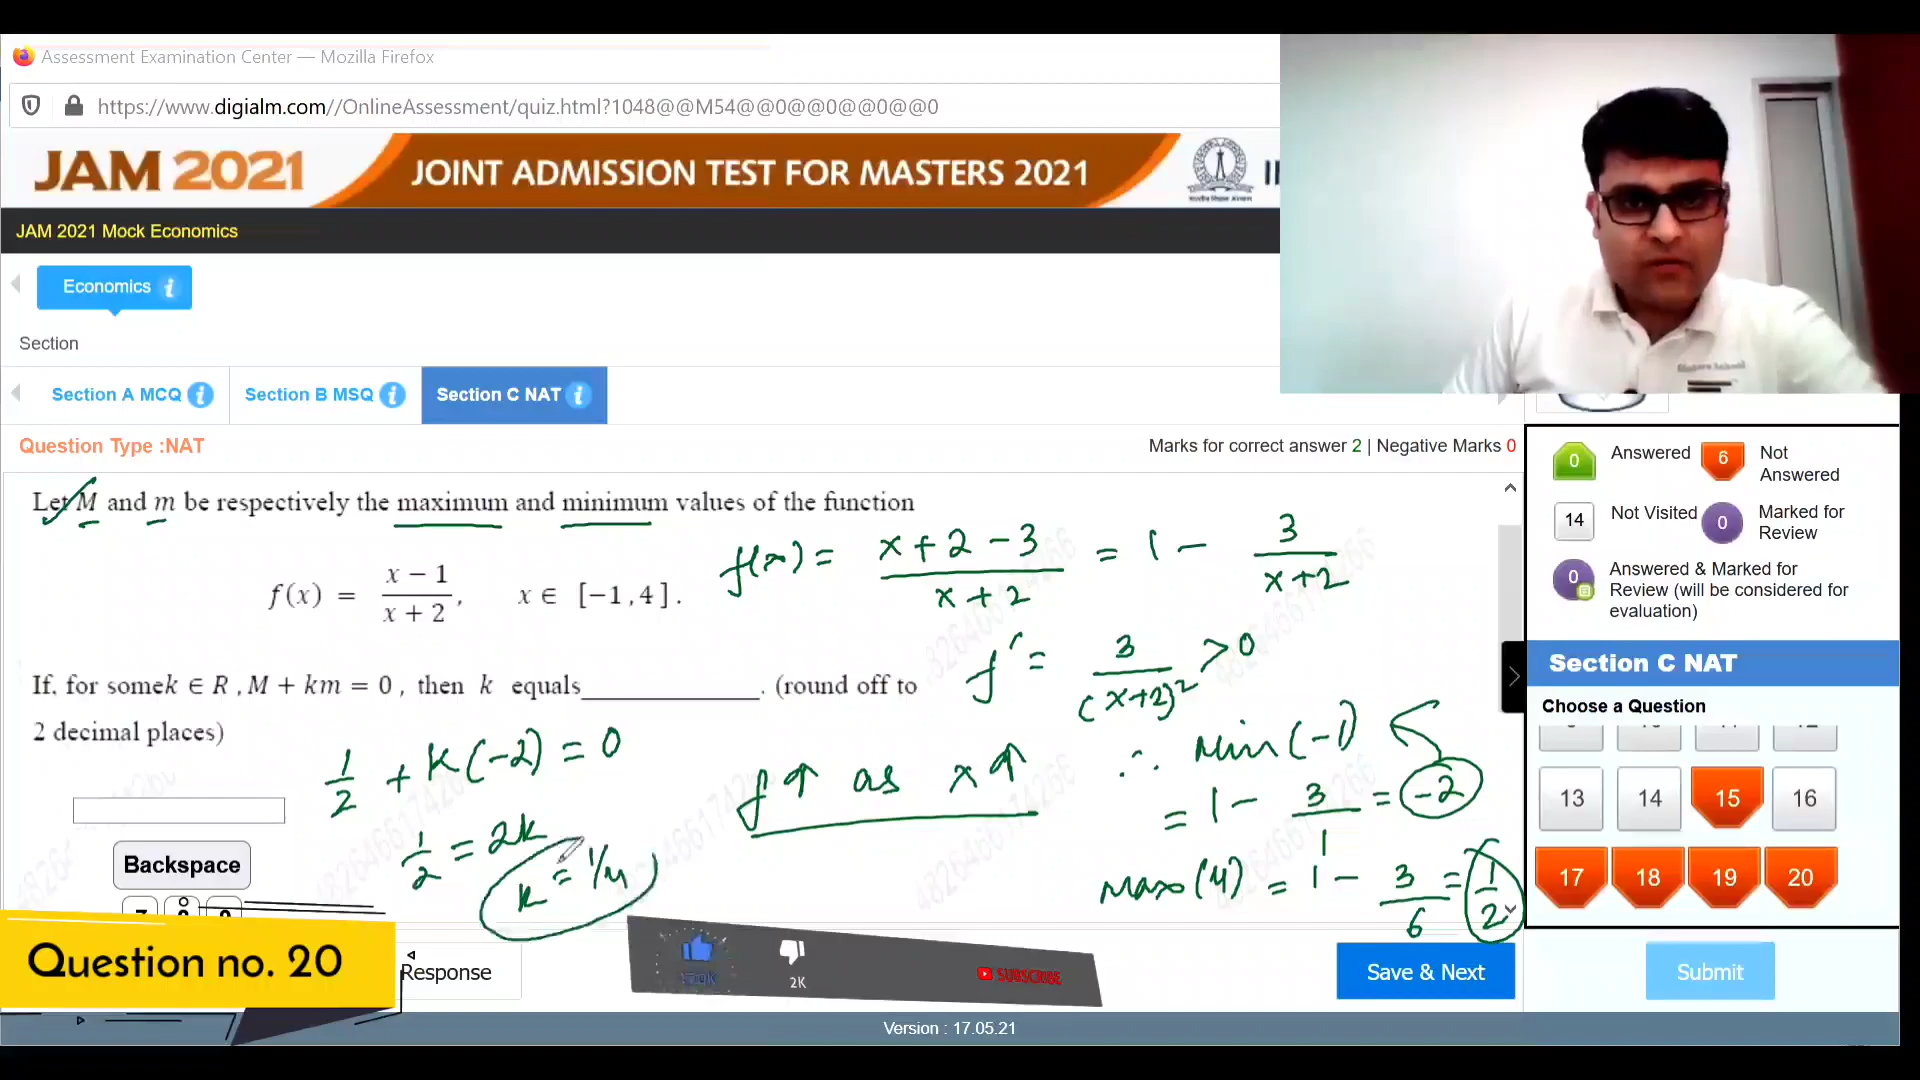 Assessment Examination Center — Mozilla Firefox
https://www.digialm.com//OnlineAssessment/quiz.html?1048@@M54@@0@@0@@0@@0
JAM 2021
JOINT ADMISSION TEST FOR MASTERS 2021
JAM 2021 Mock Economics
Economics i
Section
Section A MCQ i
Section B MSQ i
Section C NAT i
Question Type :NAT
Marks for correct answer 2 | Negative Marks 0
Let M and m be respectively the maximum and minimum values of the function
f(x) = (x − 1)/(x + 2), x ∈ [−1,4].
f(x) = (x+2−3)/(x+2) = 1 − 3/(x+2)
f′ = 3/(x+2)² > 0
If, for somek ∈ R , M + km = 0, then k equals____________. (round off to
2 decimal places)
1/2 + k(−2) = 0
1/2 = 2k
k = 1/4
f↑ as x↑
∴ Min(−1)
= 1 − 3/1 = −2
Max(4) = 1 − 3/6 = 1/2
Backspace
7 8 9
Question no. 20
Response
2K
SUBSCRIBE
Save & Next
Version : 17.05.21
0 Answered
6 Not Answered
14 Not Visited
0 Marked for Review
0 Answered & Marked for Review (will be considered for evaluation)
Section C NAT
Choose a Question
13 14 15 16
17 18 19 20
Submit